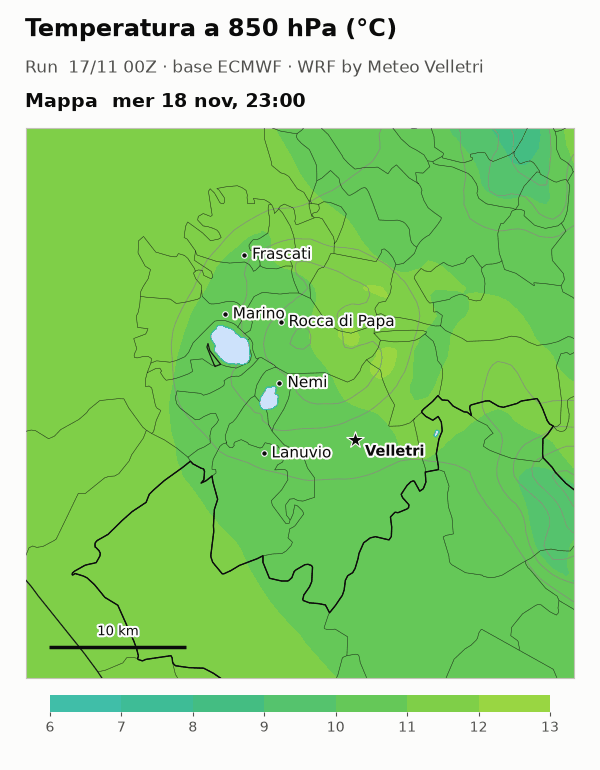 Temperatura a 850 hPa (°C)
Run  17/11 00Z · base ECMWF · WRF by Meteo Velletri
Mappa  mer 18 nov, 23:00
Frascati
Marino
Rocca di Papa
Nemi
Velletri
Lanuvio
10 km
6 7 8 9 10 11 12 13